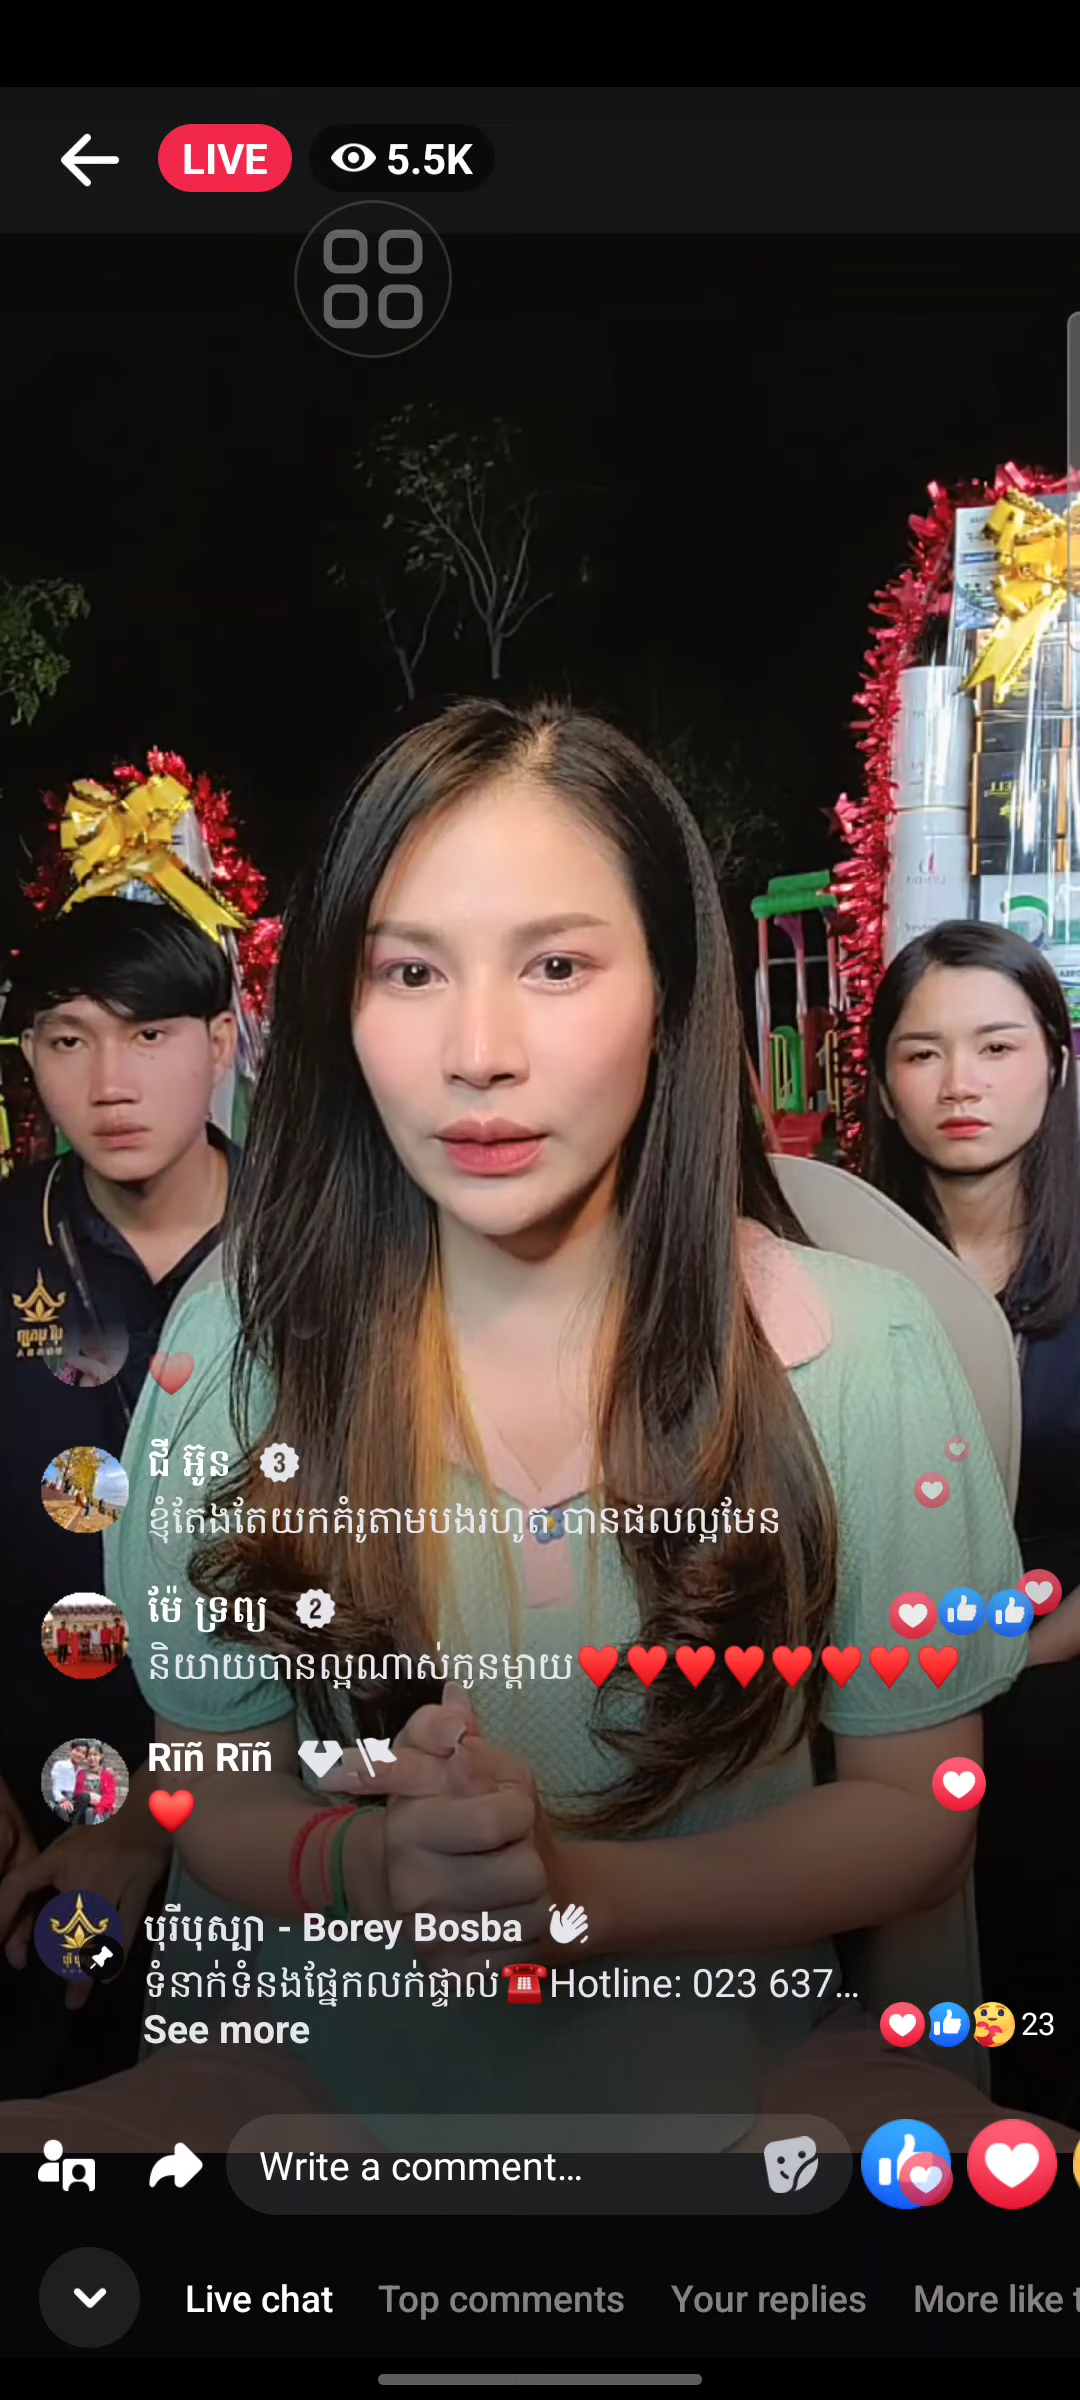 LIVE 5.5K
ជី អ៊ូន 3
ខ្ញុំតែងតែយកគំរូតាមបងរហូត បានផលល្អមែន
ម៉ែ ទ្រព្យ 2
និយាយបានល្អណាស់កូនម្ដាយ❤️❤️❤️❤️❤️❤️❤️❤️
Rīñ Rīñ
❤️
បុរីបុស្បា - Borey Bosba
ទំនាក់ទំនងផ្នែកលក់ផ្ទាល់☎️Hotline: 023 637...
See more
23
Write a comment...
Live chat Top comments Your replies More like